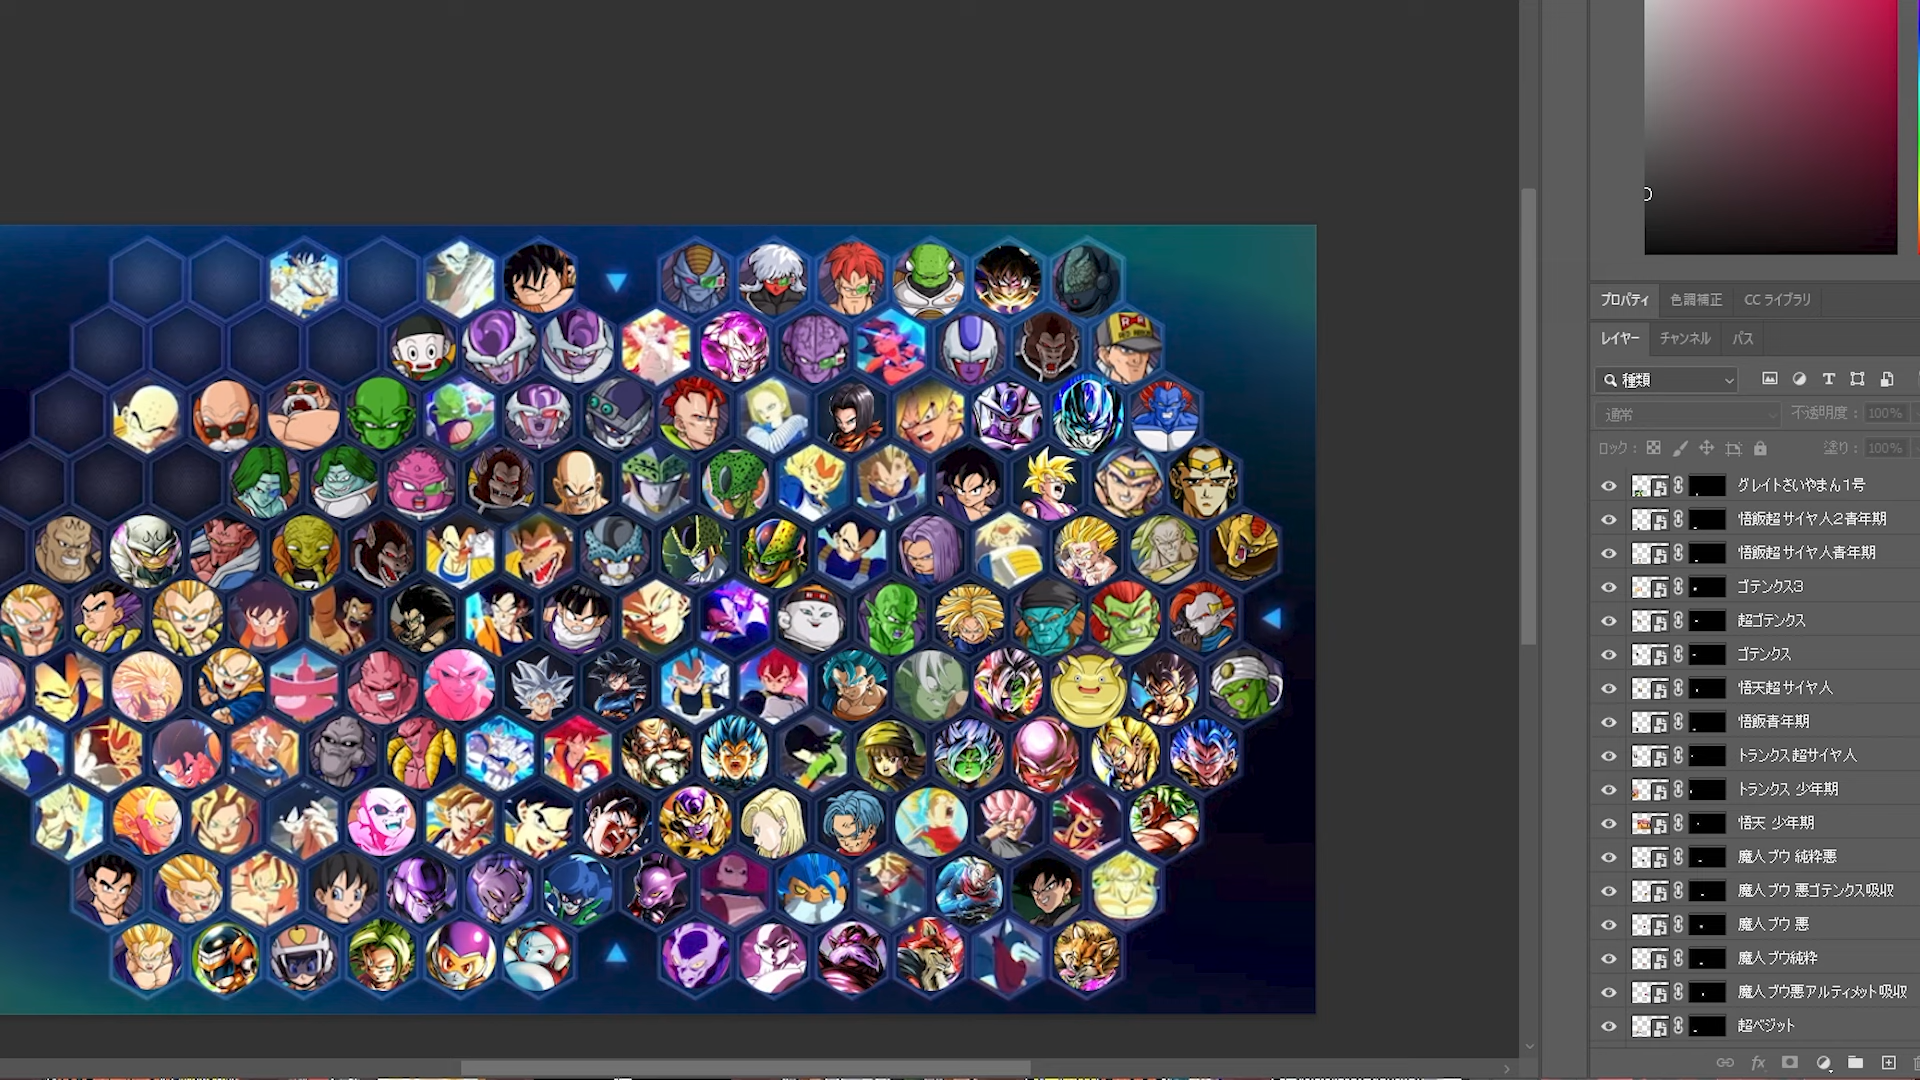 プロパティ 色調補正 CC ライブラリ
レイヤー チャンネル パス
種類
通常 不透明度： 100%
ロック： 塗り： 100%
グレイトさいやまん１号
悟飯超サイヤ人２青年期
悟飯超サイヤ人青年期
ゴテンクス３
超ゴテンクス
ゴテンクス
悟天超サイヤ人
悟飯青年期
トランクス超サイヤ人
トランクス 少年期
悟天 少年期
魔人ブウ 純粋悪
魔人ブウ 悪ゴテンクス吸収
魔人ブウ 悪
魔人ブウ純粋
魔人ブウ悪アルティメット吸収
超ベジット
fx